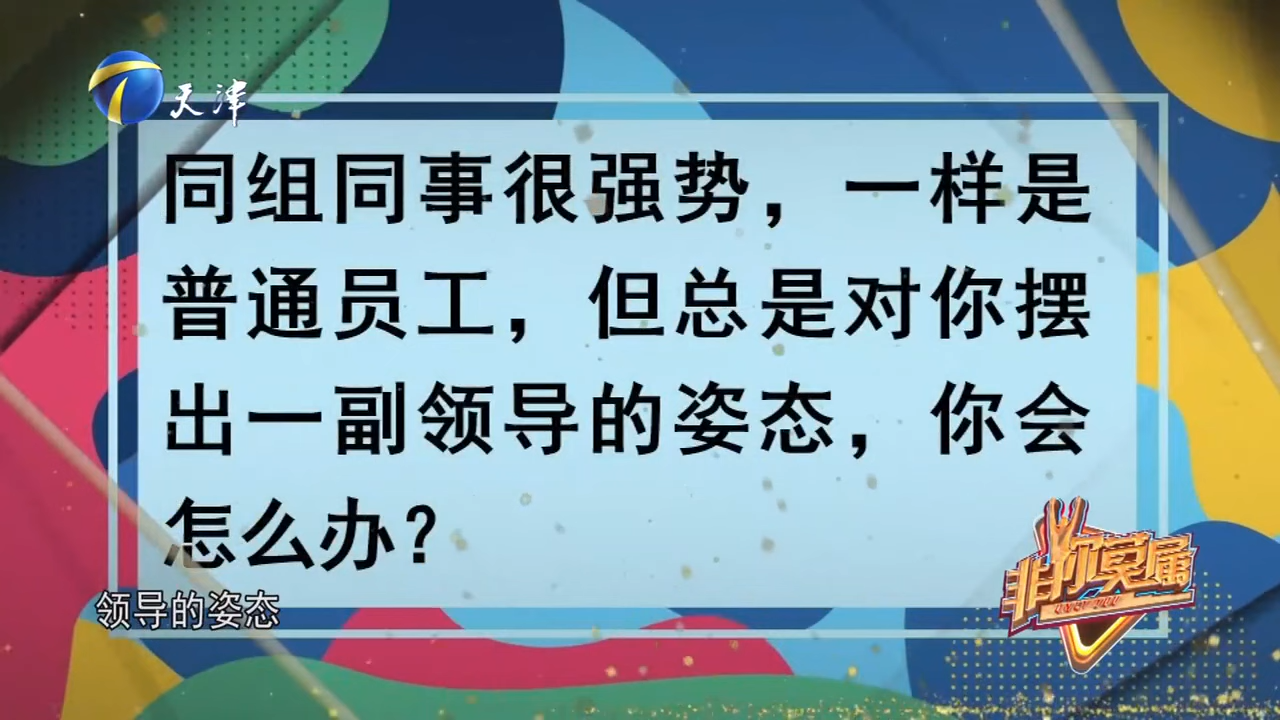 天津
同组同事很强势，一样是
普通员工，但总是对你摆
出一副领导的姿态，你会
怎么办？
非你莫属
领导的姿态